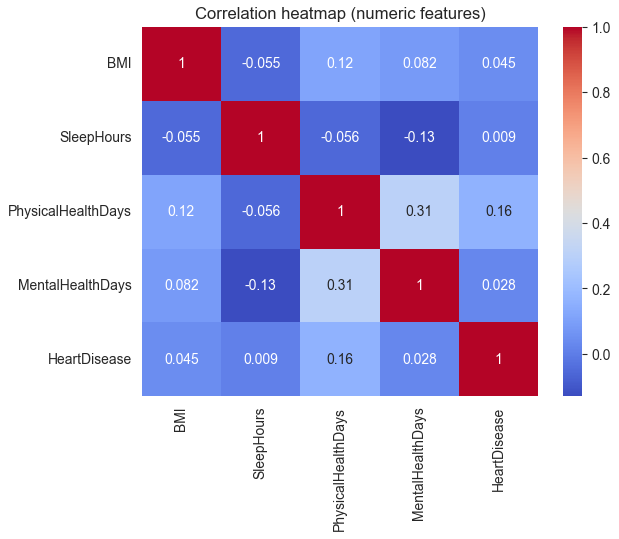 Correlation heatmap (numeric features)
BMI 1 -0.055 0.12 0.082 0.045
SleepHours -0.055 1 -0.056 -0.13 0.009
PhysicalHealthDays 0.12 -0.056 1 0.31 0.16
MentalHealthDays 0.082 -0.13 0.31 1 0.028
HeartDisease 0.045 0.009 0.16 0.028 1
BMI
SleepHours
PhysicalHealthDays
MentalHealthDays
HeartDisease
1.0
0.8
0.6
0.4
0.2
0.0